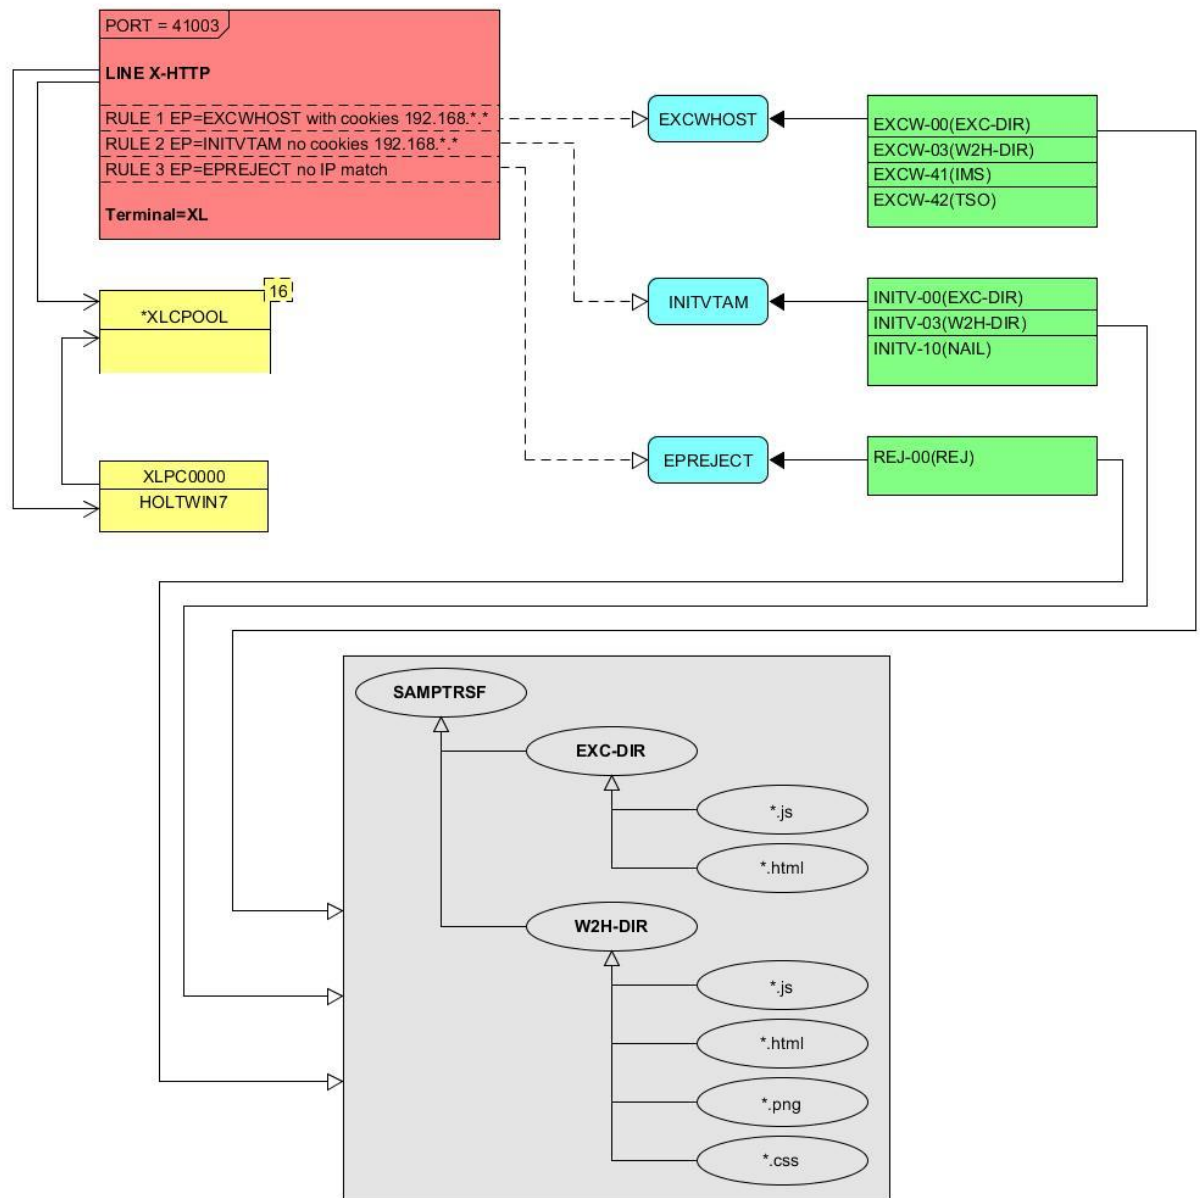 PORT = 41003
LINE X-HTTP
RULE 1 EP=EXCWHOST with cookies 192.168.*.*
RULE 2 EP=INITVTAM no cookies 192.168.*.*
RULE 3 EP=EPREJECT no IP match
Terminal=XL
EXCWHOST
EXCW-00(EXC-DIR)
EXCW-03(W2H-DIR)
EXCW-41(IMS)
EXCW-42(TSO)
16
*XLCPOOL
INITVTAM
INITV-00(EXC-DIR)
INITV-03(W2H-DIR)
INITV-10(NAIL)
XLPC0000
HOLTWIN7
EPREJECT
REJ-00(REJ)
SAMPTRSF
EXC-DIR
*.js
*.html
W2H-DIR
*.js
*.html
*.png
*.css